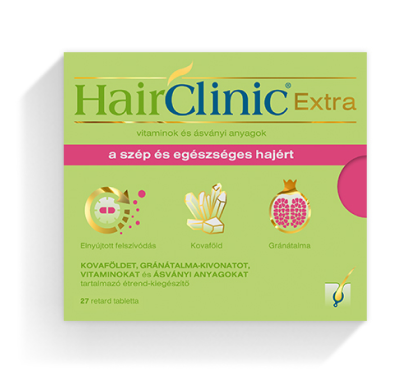 HairClinic® Extra
vitaminok és ásványi anyagok
a szép és egészséges hajért
Elnyújtott felszívódás
Kovaföld
Gránátalma
KOVAFÖLDET, GRÁNÁTALMA-KIVONATOT,
VITAMINOKAT és ÁSVÁNYI ANYAGOKAT
tartalmazó étrend-kiegészítő
27 retard tabletta